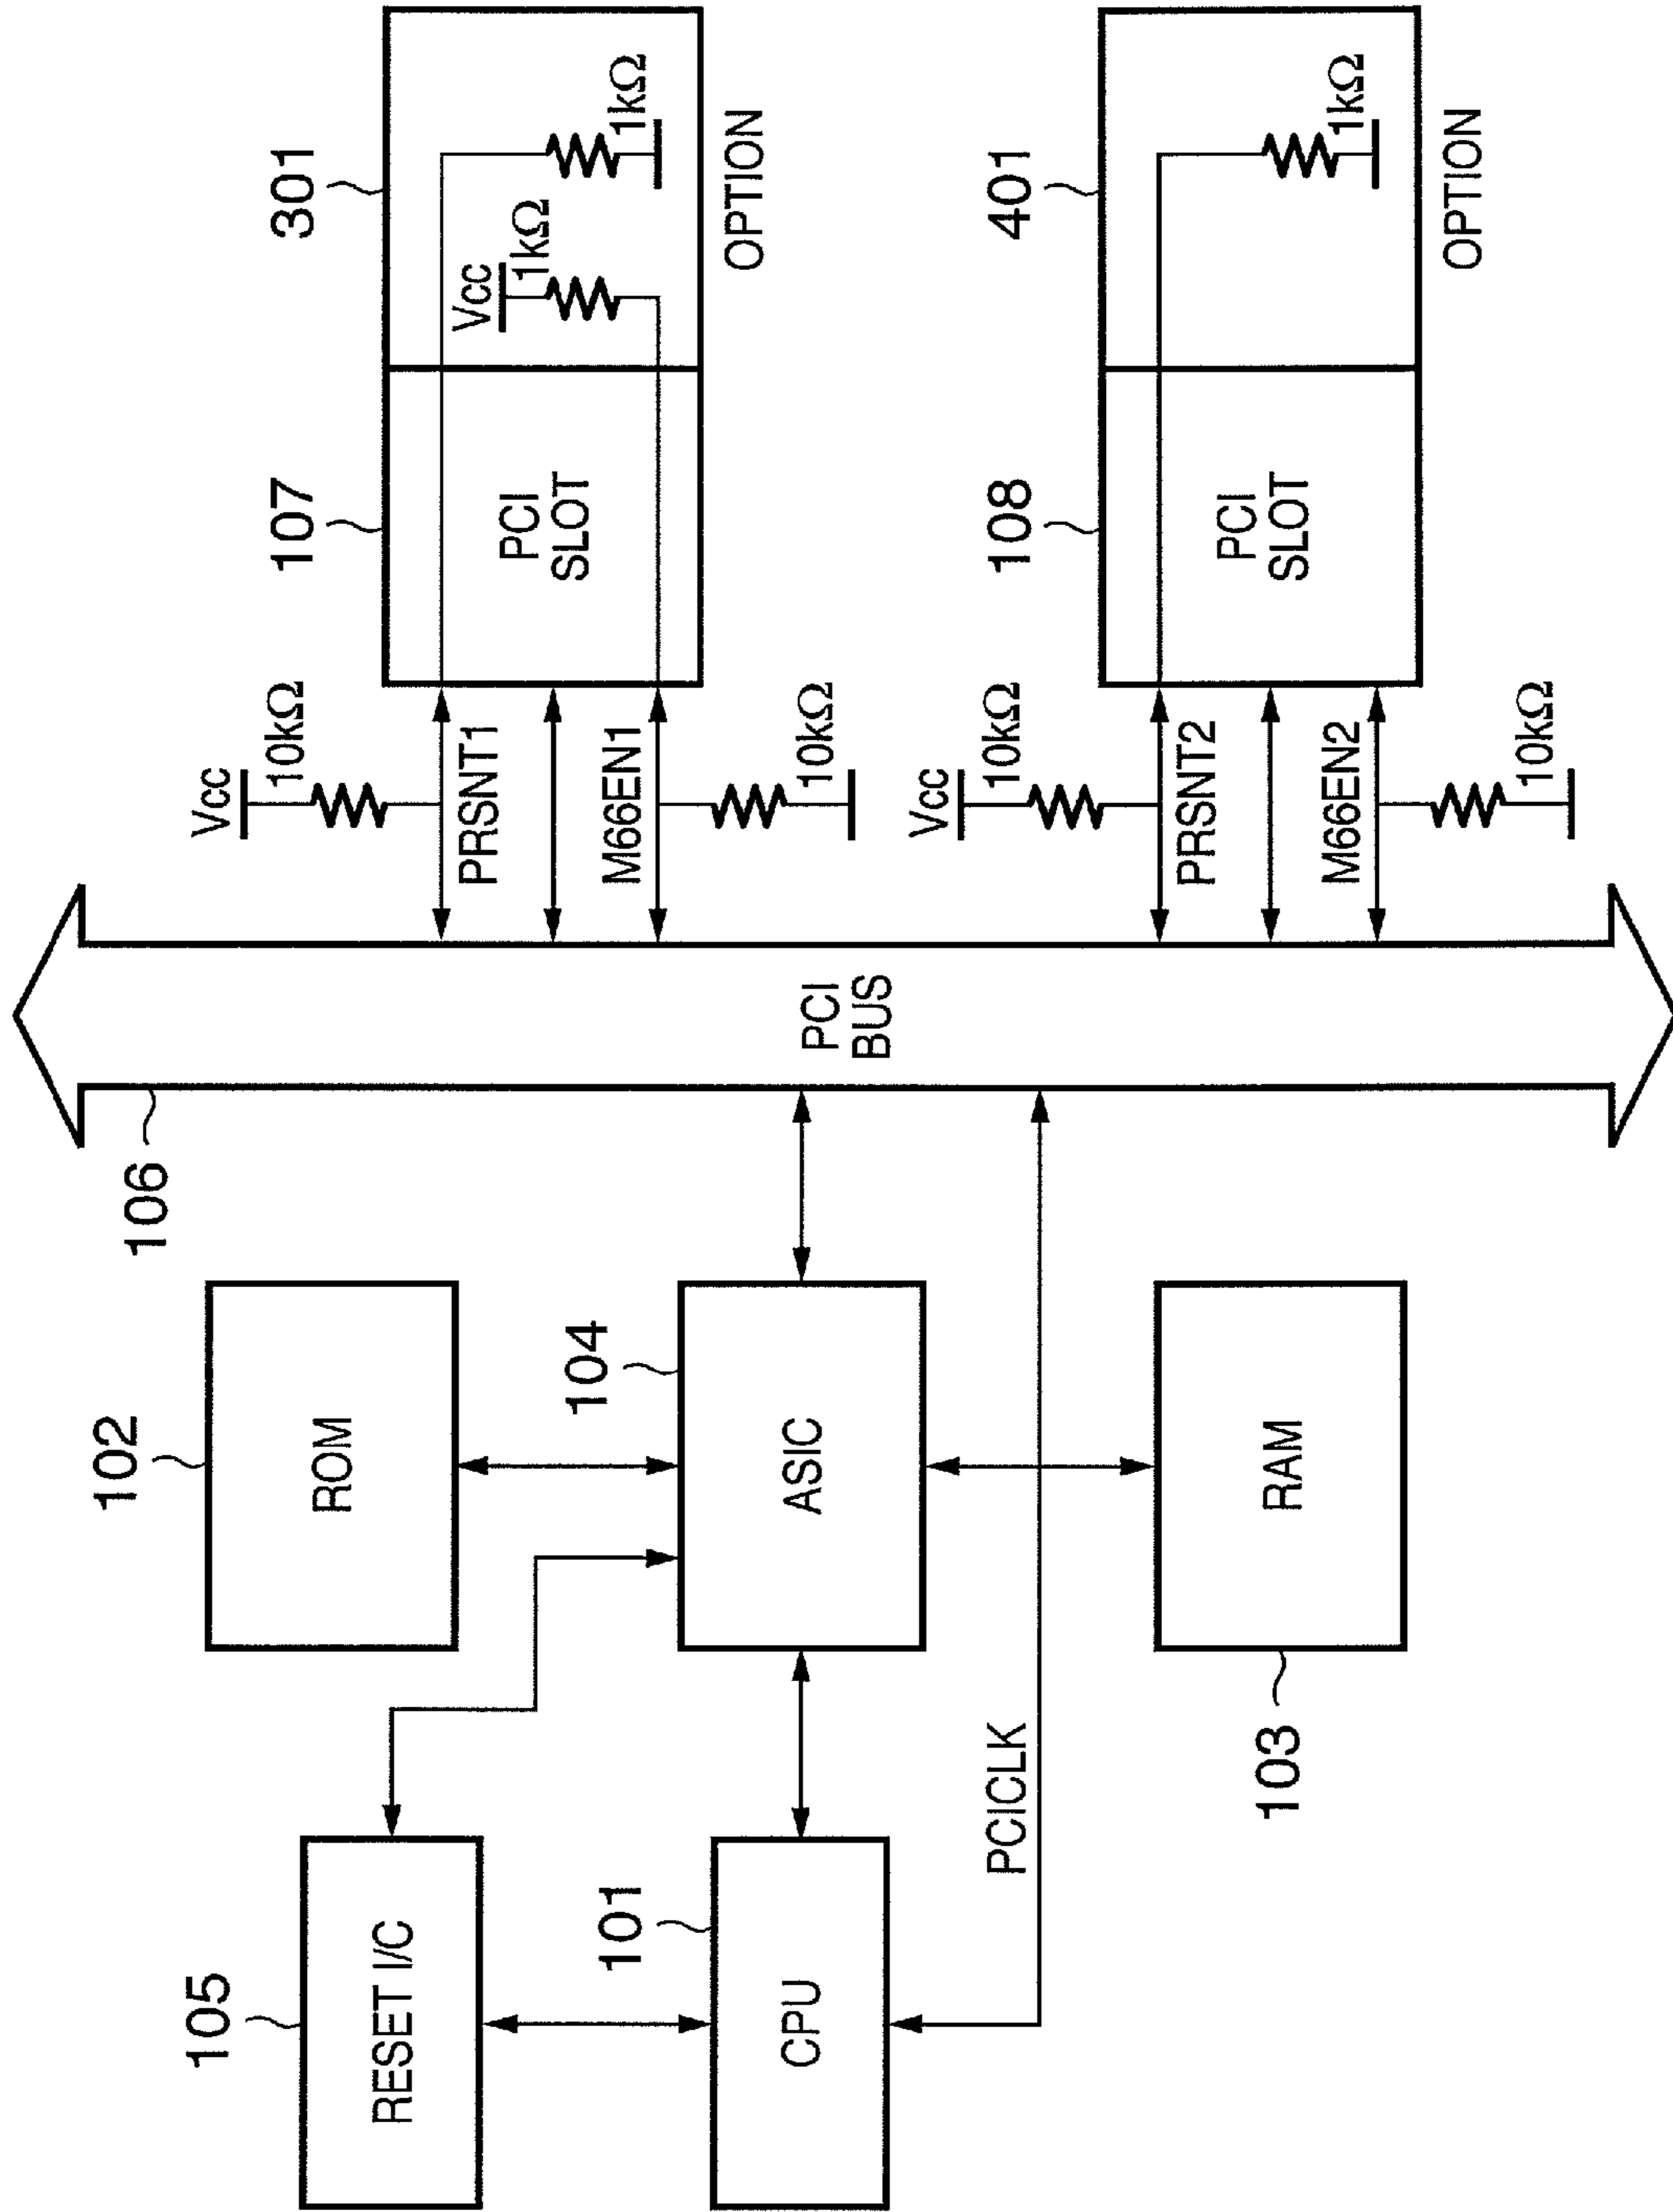 105
RESET I/C
101
CPU
102
ROM
104
ASIC
103
RAM
PCICLK
106
PCI
BUS
Vcc
10kΩ
PRSNT1
M66EN1
10kΩ
107
PCI
SLOT
301
Vcc
1kΩ
1kΩ
OPTION
Vcc
10kΩ
PRSNT2
M66EN2
10kΩ
108
PCI
SLOT
401
1kΩ
OPTION